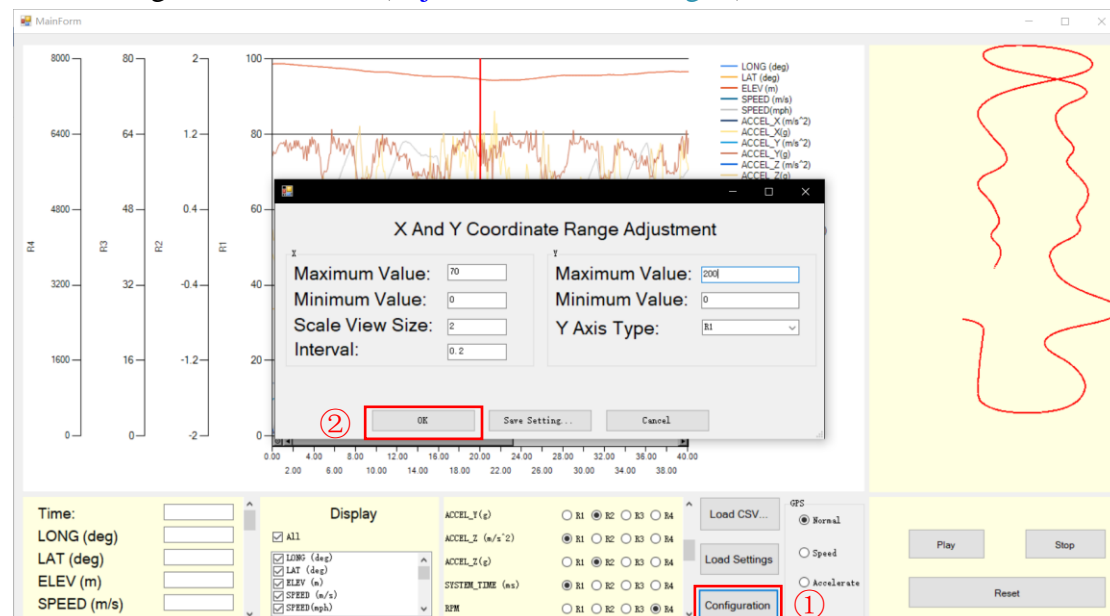 MainForm
8000
80
2
100
6400
64
1.2
80
4800
48
0.4
60
R4
R3
R2
R1
3200
32
-0.4
40
1600
16
-1.2
20
0
0
-2
0
LONG (deg)
LAT (deg)
ELEV (m)
SPEED (m/s)
SPEED(mph)
ACCEL_X (m/s^2)
ACCEL_X(g)
ACCEL_Y (m/s^2)
ACCEL_Y(g)
ACCEL_Z (m/s^2)
ACCEL_Z(g)
X And Y Coordinate Range Adjustment
X
Maximum Value: 70
Minimum Value: 0
Scale View Size: 2
Interval: 0.2
Y
Maximum Value: 200
Minimum Value: 0
Y Axis Type: R1
② OK Save Setting... Cancel
0.00 4.00 8.00 12.00 16.00 20.00 24.00 28.00 32.00 36.00 40.00
2.00 6.00 10.00 14.00 18.00 22.00 26.00 30.00 34.00 38.00
Time:
LONG (deg)
LAT (deg)
ELEV (m)
SPEED (m/s)
Display
All
LONG (deg)
LAT (deg)
ELEV (m)
SPEED (m/s)
SPEED(mph)
ACCEL_Y(g) R1 R2 R3 R4
ACCEL_Z (m/s^2) R1 R2 R3 R4
ACCEL_Z(g) R1 R2 R3 R4
SYSTEM_TIME (ms) R1 R2 R3 R4
RPM R1 R2 R3 R4
Load CSV...
Load Settings
Configuration ①
GPS
Normal
Speed
Accelerate
Play
Stop
Reset